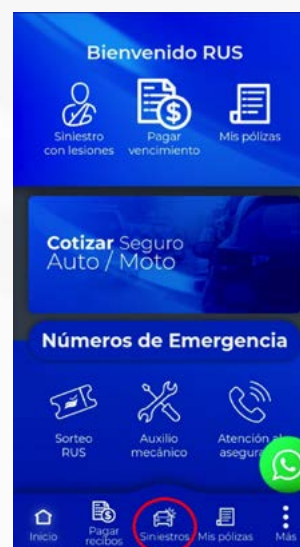 Bienvenido RUS
Siniestro
con lesiones
Pagar
vencimiento
Mis pólizas
Cotizar Seguro
Auto / Moto
Números de Emergencia
Sorteo
RUS
Auxilio
mecánico
Atención al
asegura
Inicio
Pagar
recibos
Siniestros
Mis pólizas
Más